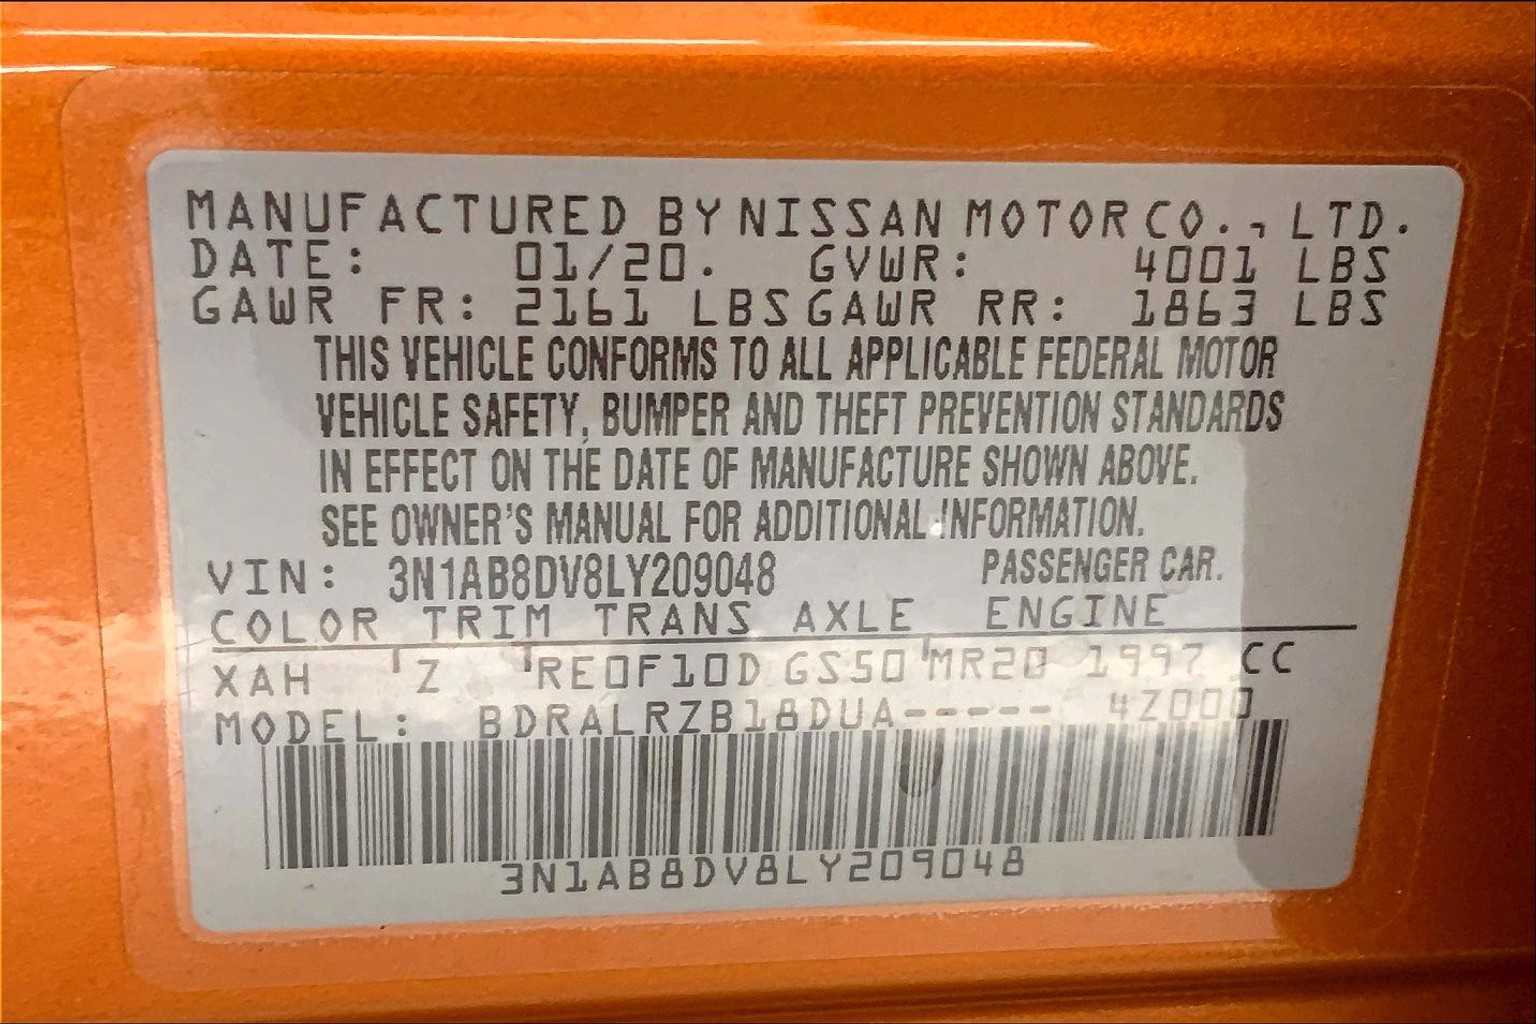 MANUFACTURED BY NISSAN MOTOR CO., LTD.
DATE: 01/20. GVWR: 4001 LBS
GAWR FR: 2161 LBS GAWR RR: 1863 LBS
THIS VEHICLE CONFORMS TO ALL APPLICABLE FEDERAL MOTOR
VEHICLE SAFETY, BUMPER AND THEFT PREVENTION STANDARDS
IN EFFECT ON THE DATE OF MANUFACTURE SHOWN ABOVE.
SEE OWNER'S MANUAL FOR ADDITIONAL INFORMATION.
VIN: 3N1AB8DV8LY209048 PASSENGER CAR.
COLOR TRIM TRANS AXLE ENGINE
XAH Z RE0F10D GS50 MR20 1997 CC
MODEL: BDRALRZB18DUA----- 4Z000
3N1AB8DV8LY209048